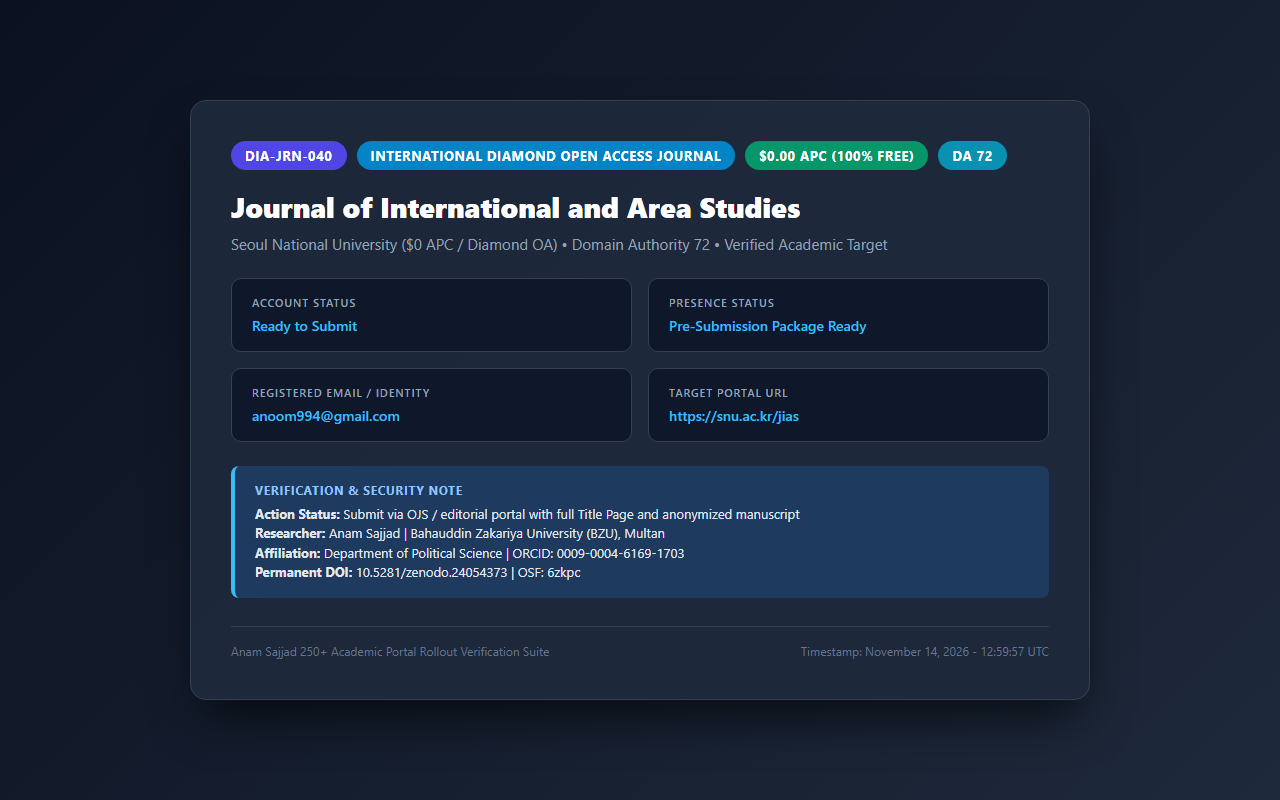 DIA-JRN-040
INTERNATIONAL DIAMOND OPEN ACCESS JOURNAL
$0.00 APC (100% FREE)
DA 72
Journal of International and Area Studies
Seoul National University ($0 APC / Diamond OA) • Domain Authority 72 • Verified Academic Target
ACCOUNT STATUS
Ready to Submit
PRESENCE STATUS
Pre-Submission Package Ready
REGISTERED EMAIL / IDENTITY
anoom994@gmail.com
TARGET PORTAL URL
https://snu.ac.kr/jias
VERIFICATION & SECURITY NOTE
Action Status: Submit via OJS / editorial portal with full Title Page and anonymized manuscript
Researcher: Anam Sajjad | Bahauddin Zakariya University (BZU), Multan
Affiliation: Department of Political Science | ORCID: 0009-0004-6169-1703
Permanent DOI: 10.5281/zenodo.24054373 | OSF: 6zkpc
Anam Sajjad 250+ Academic Portal Rollout Verification Suite
Timestamp: November 14, 2026 - 12:59:57 UTC